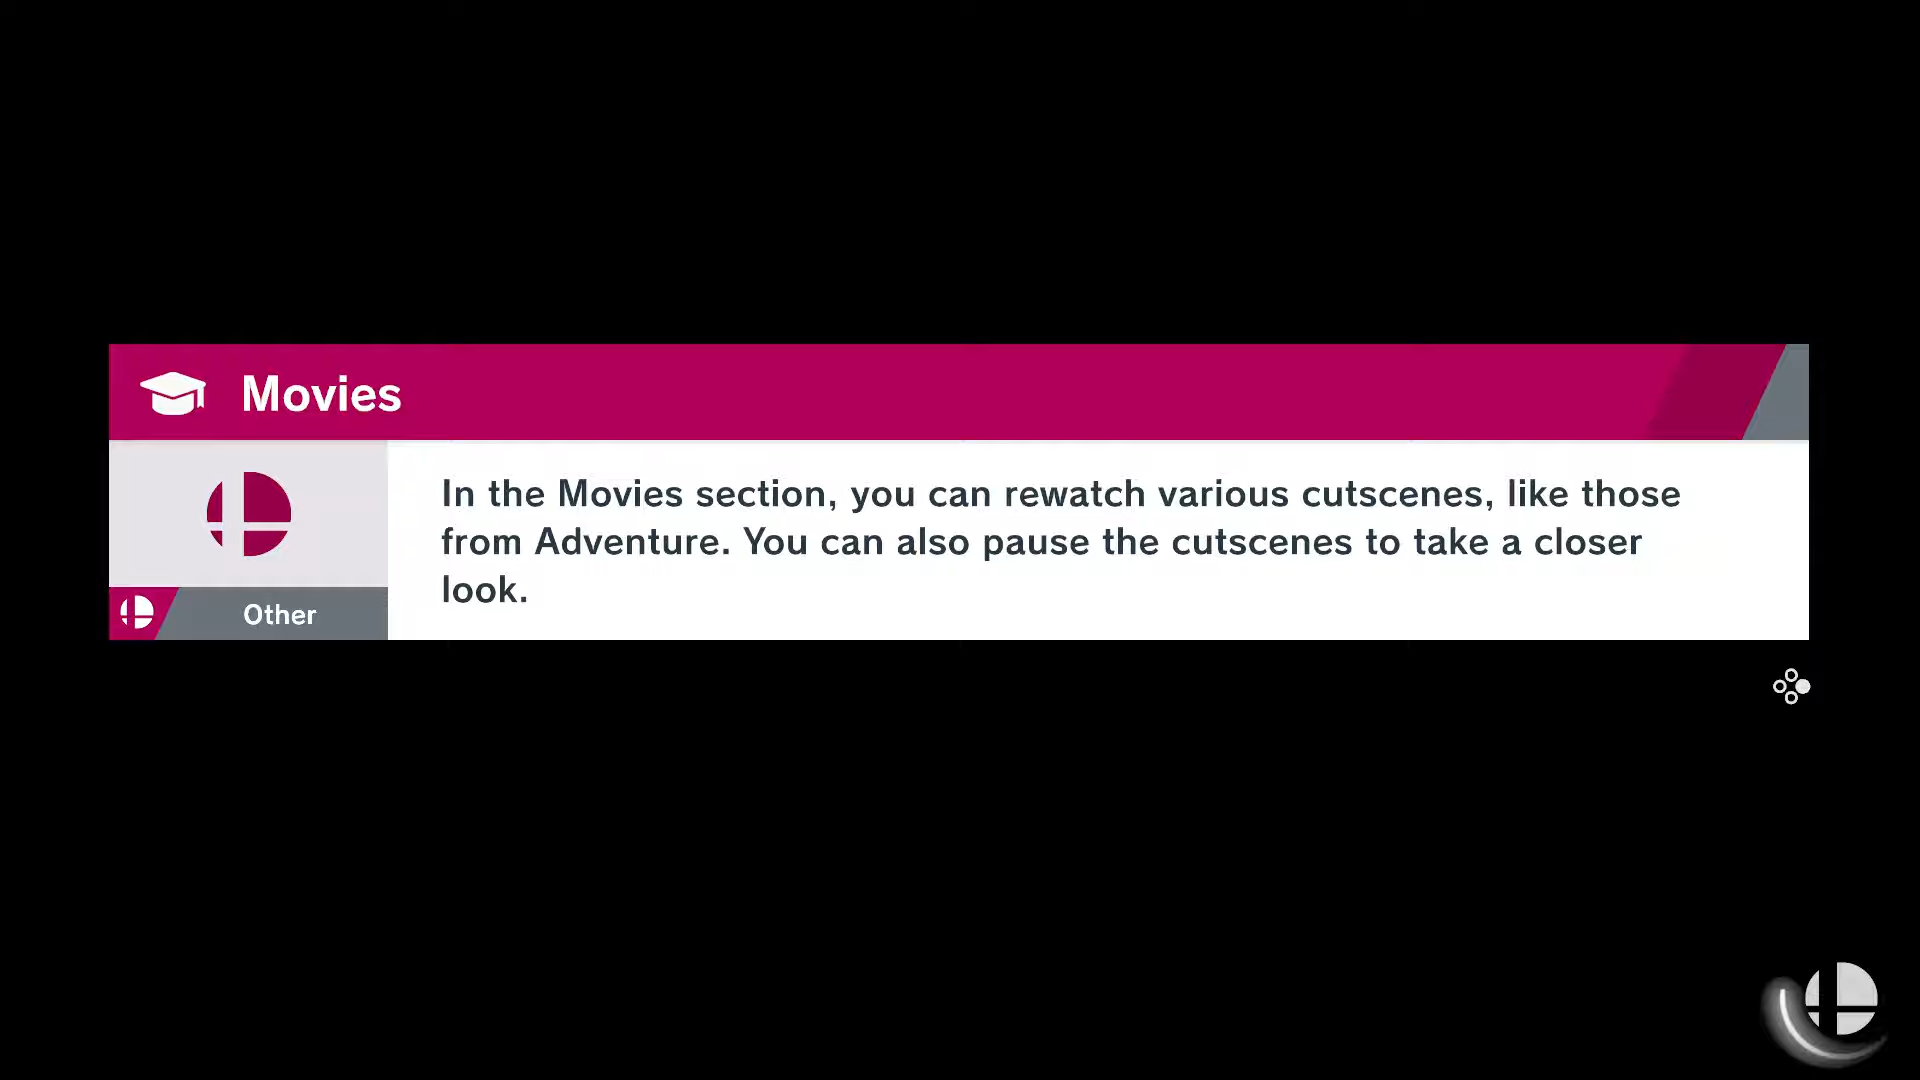 Movies
In the Movies section, you can rewatch various cutscenes, like those
from Adventure. You can also pause the cutscenes to take a closer
look.
Other